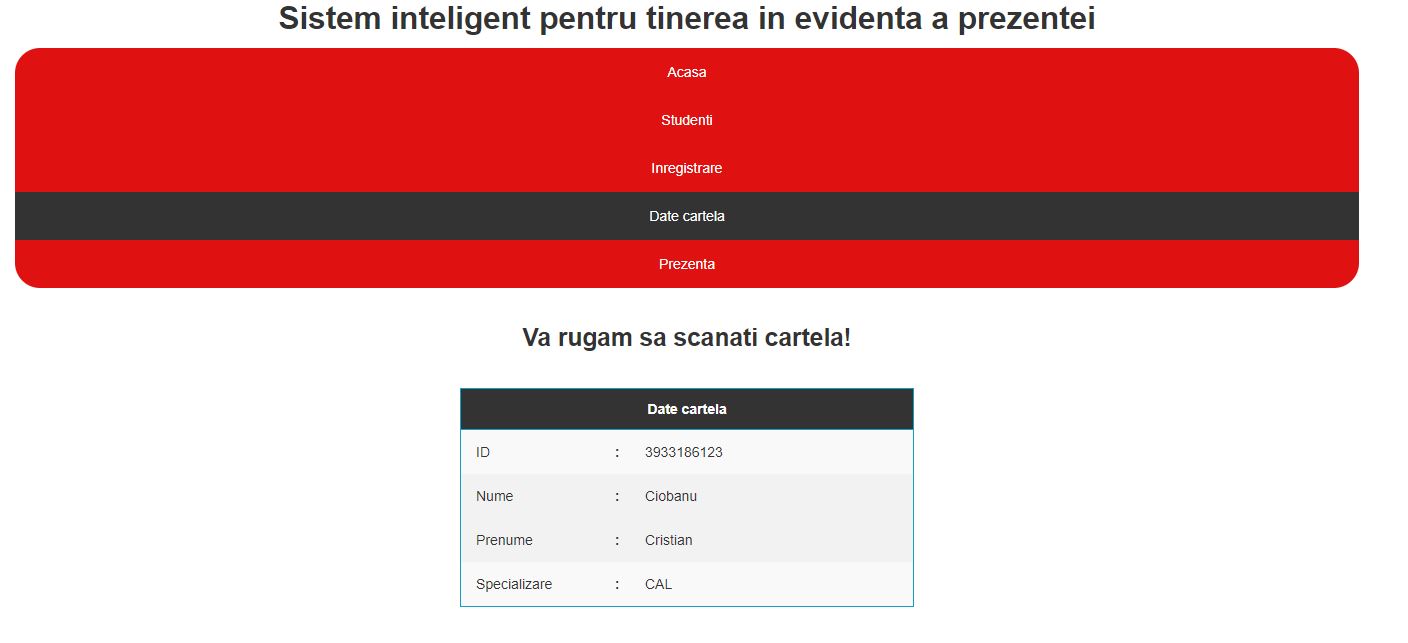 Sistem inteligent pentru tinerea in evidenta a prezentei
Acasa
Studenti
Inregistrare
Date cartela
Prezenta
Va rugam sa scanati cartela!
Date cartela
ID : 3933186123
Nume : Ciobanu
Prenume : Cristian
Specializare : CAL